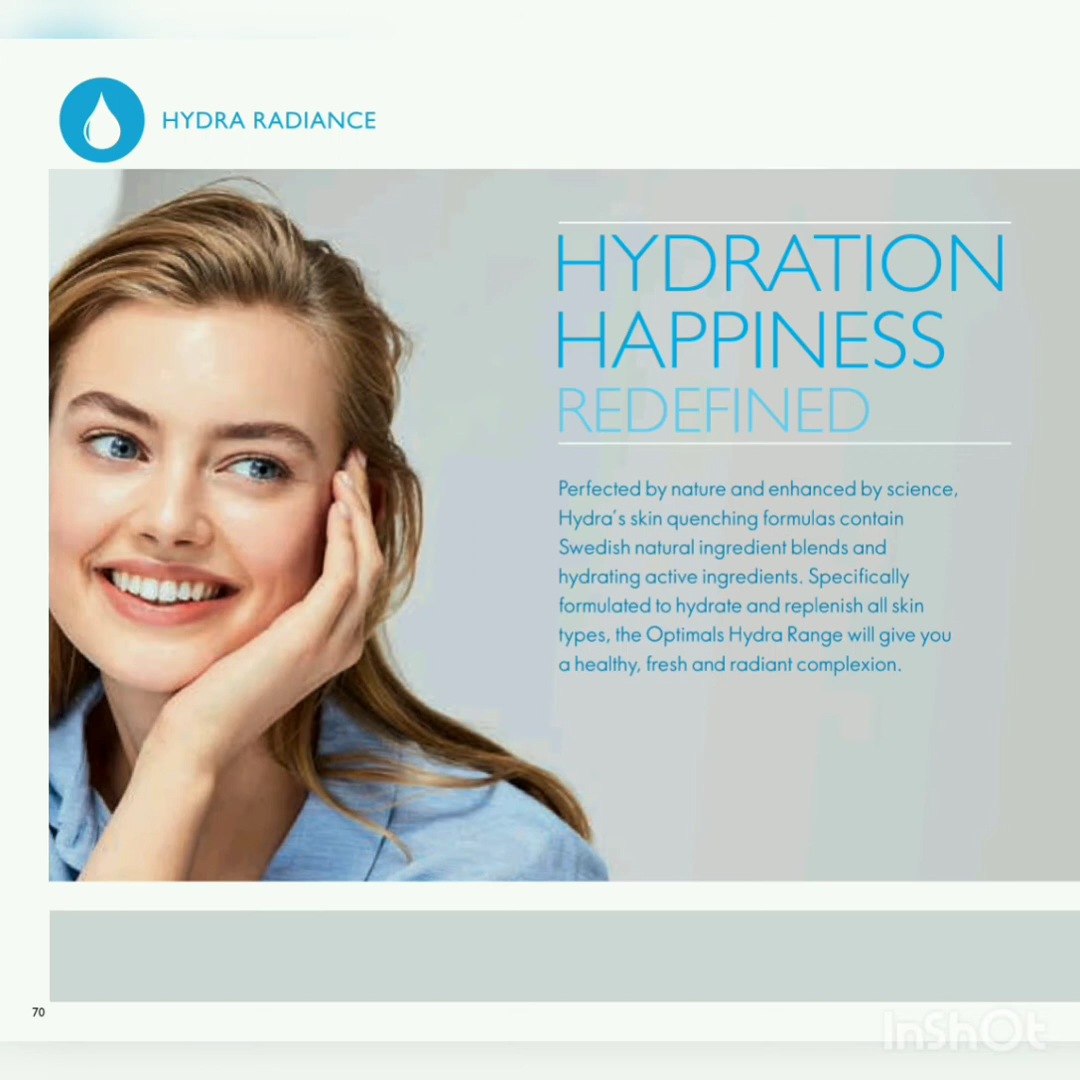 HYDRA RADIANCE
HYDRATION
HAPPINESS
REDEFINED
Perfected by nature and enhanced by science,
Hydra's skin quenching formulas contain
Swedish natural ingredient blends and
hydrating active ingredients. Specifically
formulated to hydrate and replenish all skin
types, the Optimals Hydra Range will give you
a healthy, fresh and radiant complexion.
70
InShOt